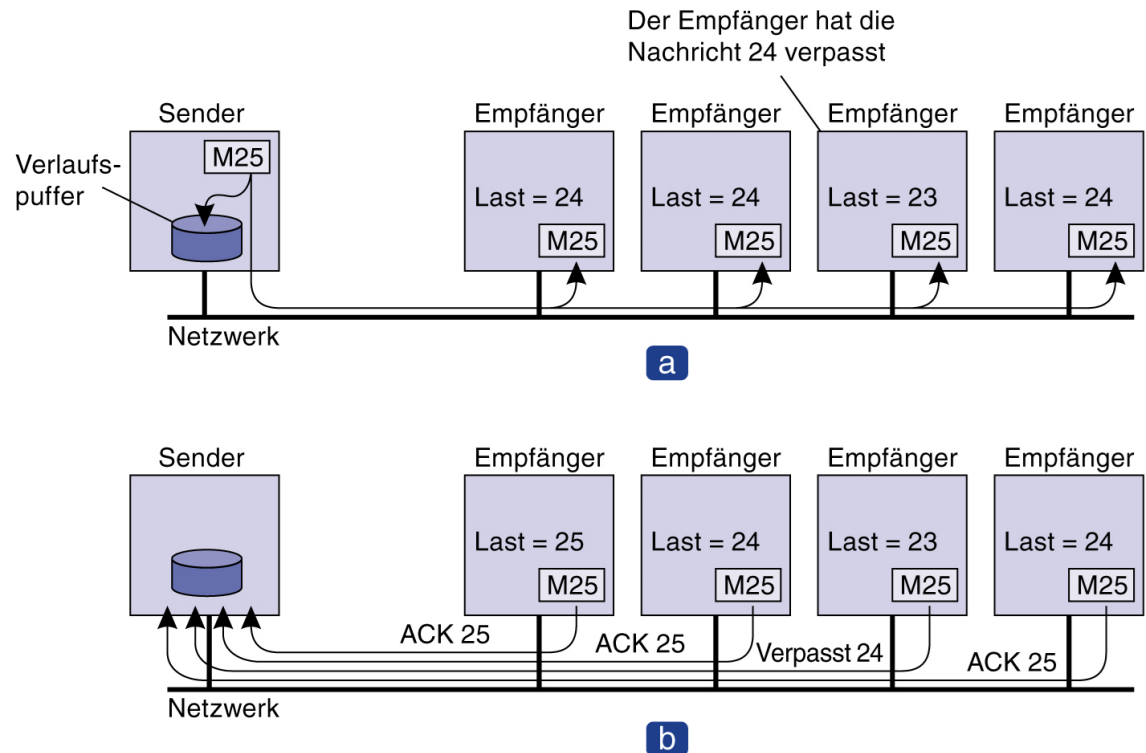 Der Empfänger hat die
Nachricht 24 verpasst
Sender
Empfänger
Empfänger
Empfänger
Empfänger
Verlaufs-
puffer
M25
Last = 24
Last = 24
Last = 23
Last = 24
M25
M25
M25
M25
Netzwerk
a
Sender
Empfänger
Empfänger
Empfänger
Empfänger
Last = 25
Last = 24
Last = 23
Last = 24
M25
M25
M25
M25
ACK 25
ACK 25
Verpasst 24
ACK 25
Netzwerk
b